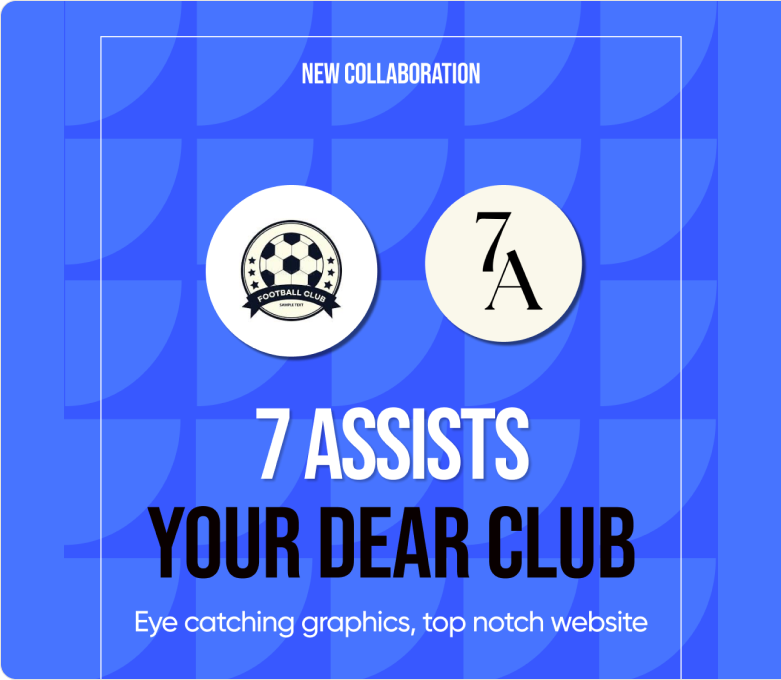 NEW COLLABORATION
FOOTBALL CLUB
SAMPLE TEXT
7
A
7 ASSISTS
YOUR DEAR CLUB
Eye catching graphics, top notch website